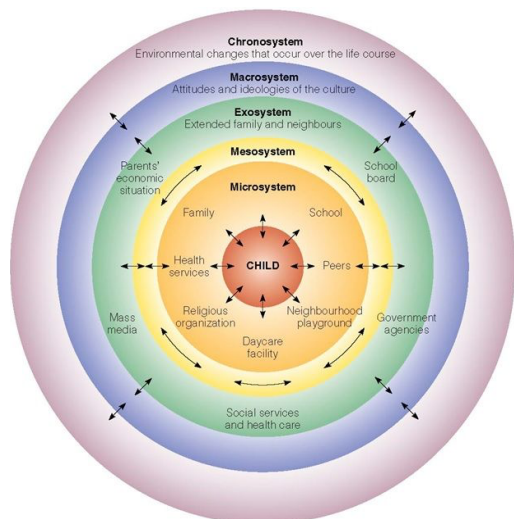 Chronosystem
Environmental changes that occur over the life course
Macrosystem
Attitudes and ideologies of the culture
Exosystem
Extended family and neighbours
Mesosystem
Parents'
economic
situation
School
board
Microsystem
Family
School
Health
services
CHILD
Peers
Religious
organization
Neighbourhood
playground
Daycare
facility
Mass
media
Government
agencies
Social services
and health care